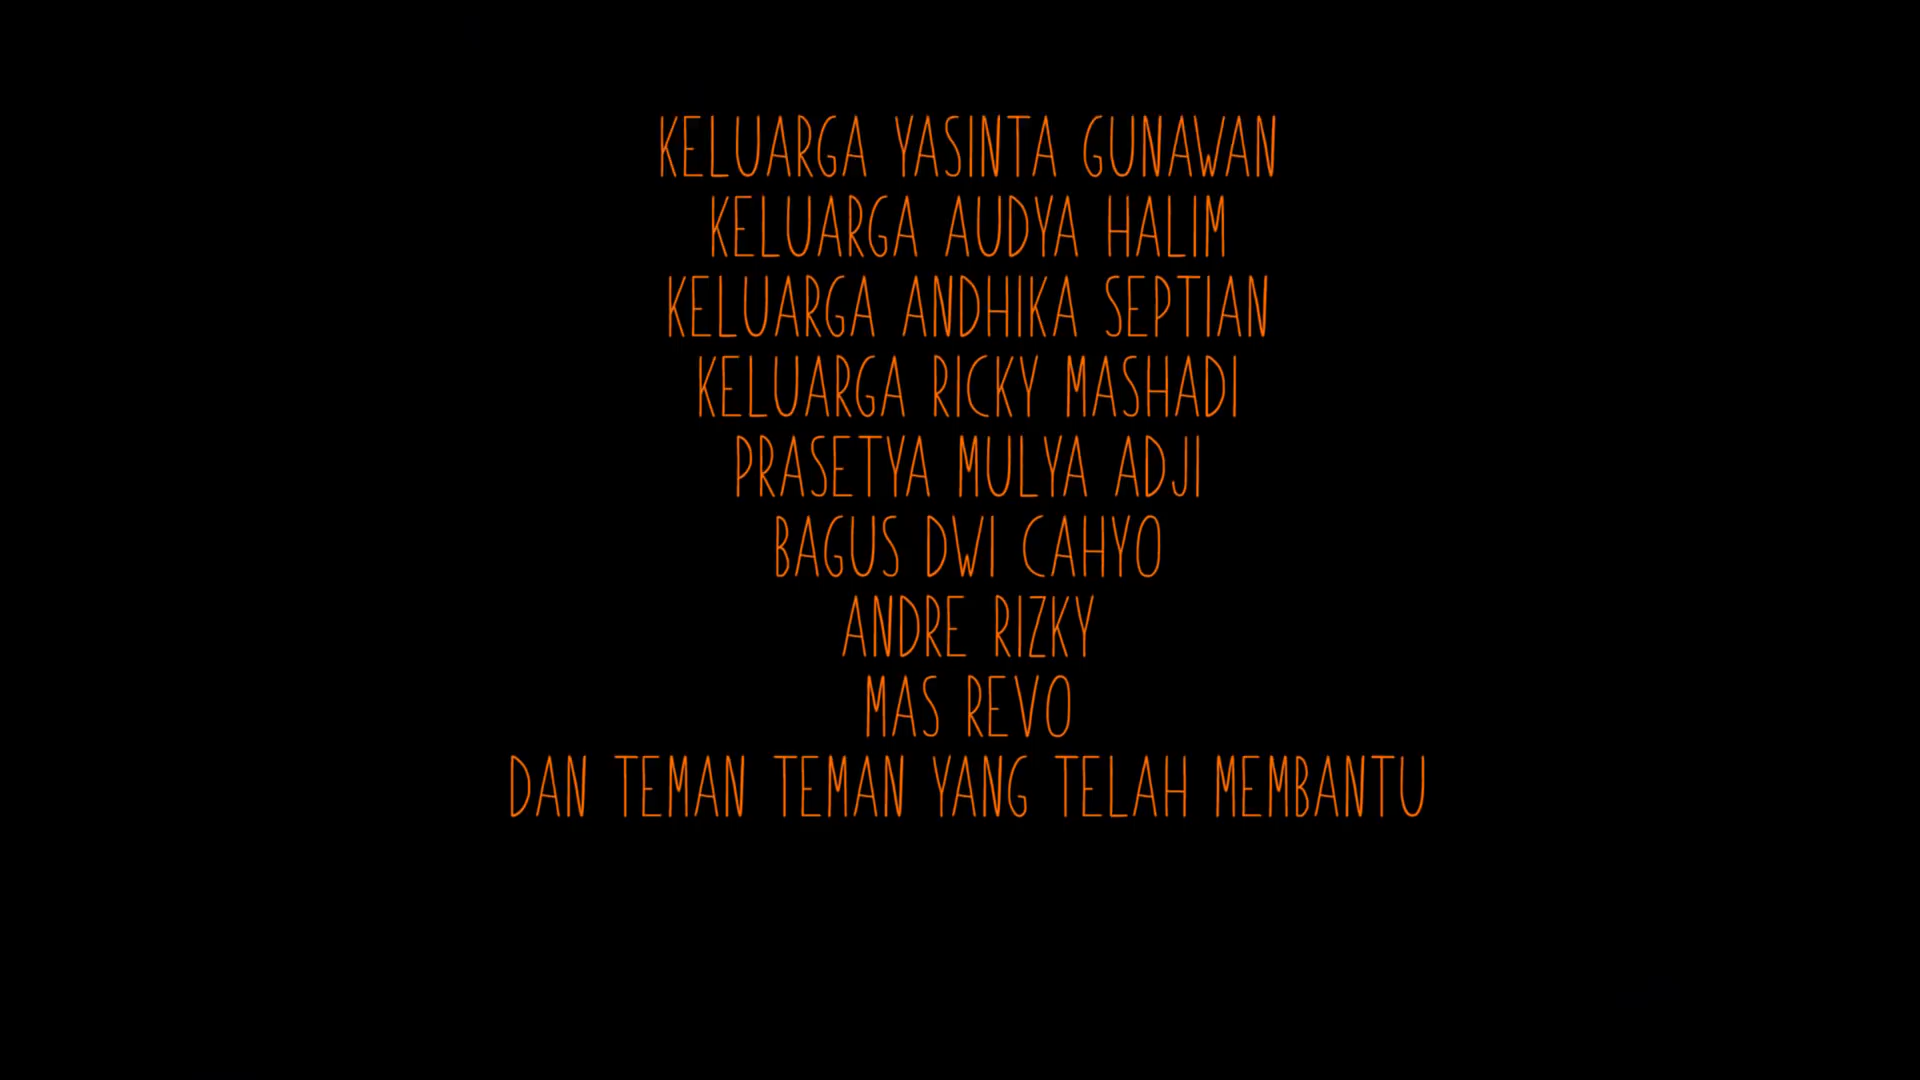 KELUARGA YASINTA GUNAWAN
KELUARGA AUDYA HALIM
KELUARGA ANDHIKA SEPTIAN
KELUARGA RICKY MASHADI
PRASETYA MULYA ADJI
BAGUS DWI CAHYO
ANDRE RIZKY
MAS REVO
DAN TEMAN TEMAN YANG TELAH MEMBANTU